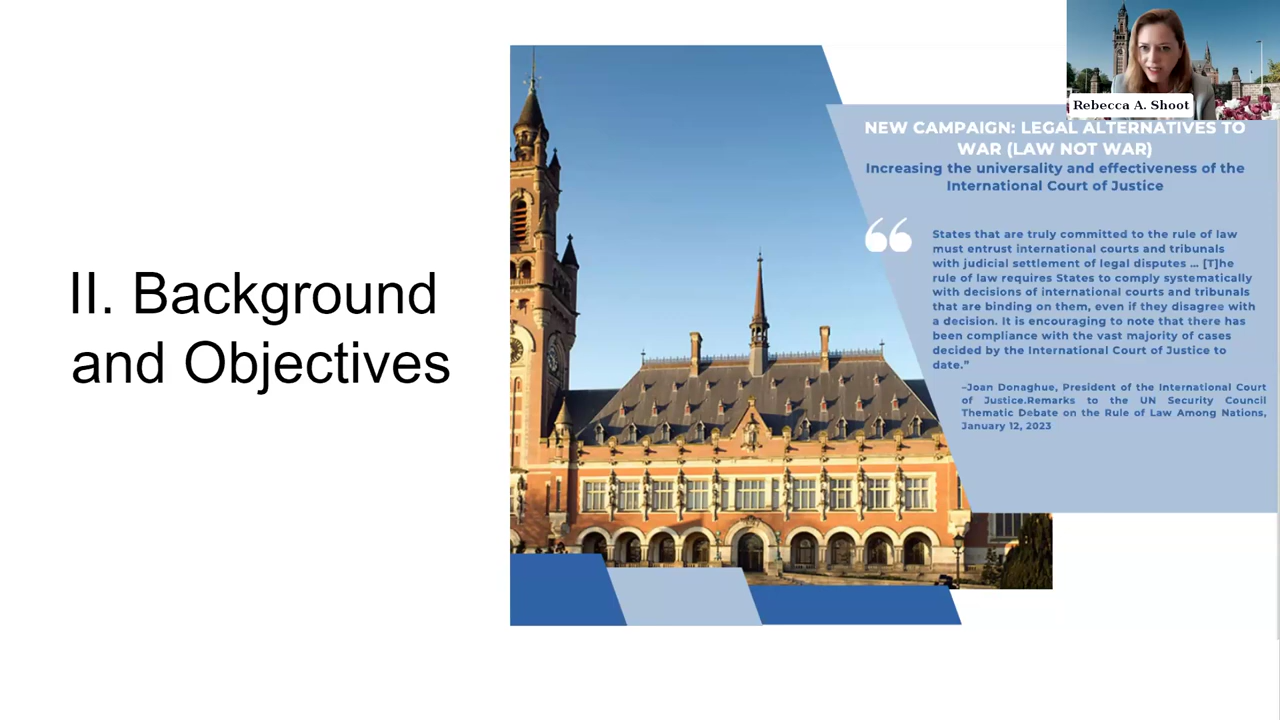 Rebecca A. Shoot
II. Background
and Objectives
NEW CAMPAIGN: LEGAL ALTERNATIVES TO
WAR (LAW NOT WAR)
Increasing the universality and effectiveness of the
International Court of Justice
“
States that are truly committed to the rule of law
must entrust international courts and tribunals
with judicial settlement of legal disputes ... [T]he
rule of law requires States to comply systematically
with decisions of international courts and tribunals
that are binding on them, even if they disagree with
a decision. It is encouraging to note that there has
been compliance with the vast majority of cases
decided by the International Court of Justice to
date.”
–Joan Donaghue, President of the International Court
of Justice.Remarks to the UN Security Council
Thematic Debate on the Rule of Law Among Nations,
January 12, 2023